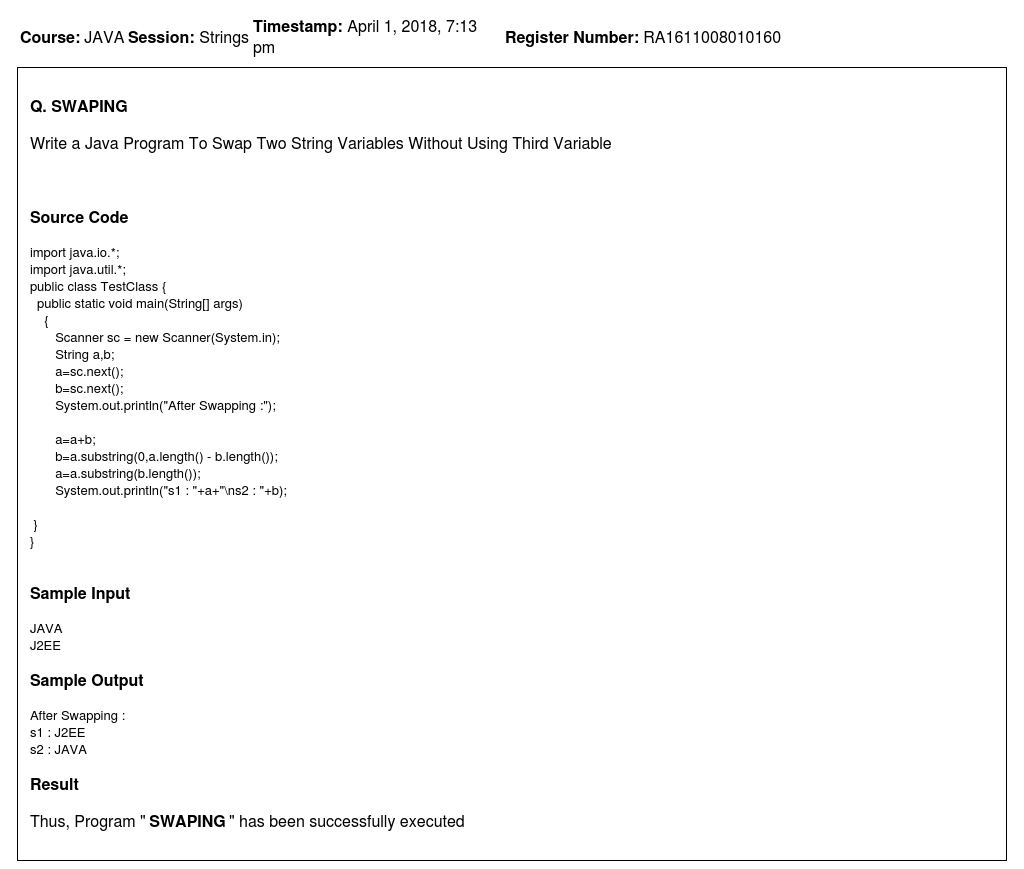 Course: JAVA Session: Strings Timestamp: April 1, 2018, 7:13 pm Register Number: RA1611008010160
Q. SWAPING
Write a Java Program To Swap Two String Variables Without Using Third Variable
Source Code
import java.io.*;
import java.util.*;
public class TestClass {
  public static void main(String[] args)
    {
       Scanner sc = new Scanner(System.in);
       String a,b;
       a=sc.next();
       b=sc.next();
       System.out.println("After Swapping :");
       a=a+b;
       b=a.substring(0,a.length() - b.length());
       a=a.substring(b.length());
       System.out.println("s1 : "+a+"\ns2 : "+b);
 }
}
Sample Input
JAVA
J2EE
Sample Output
After Swapping :
s1 : J2EE
s2 : JAVA
Result
Thus, Program " SWAPING " has been successfully executed